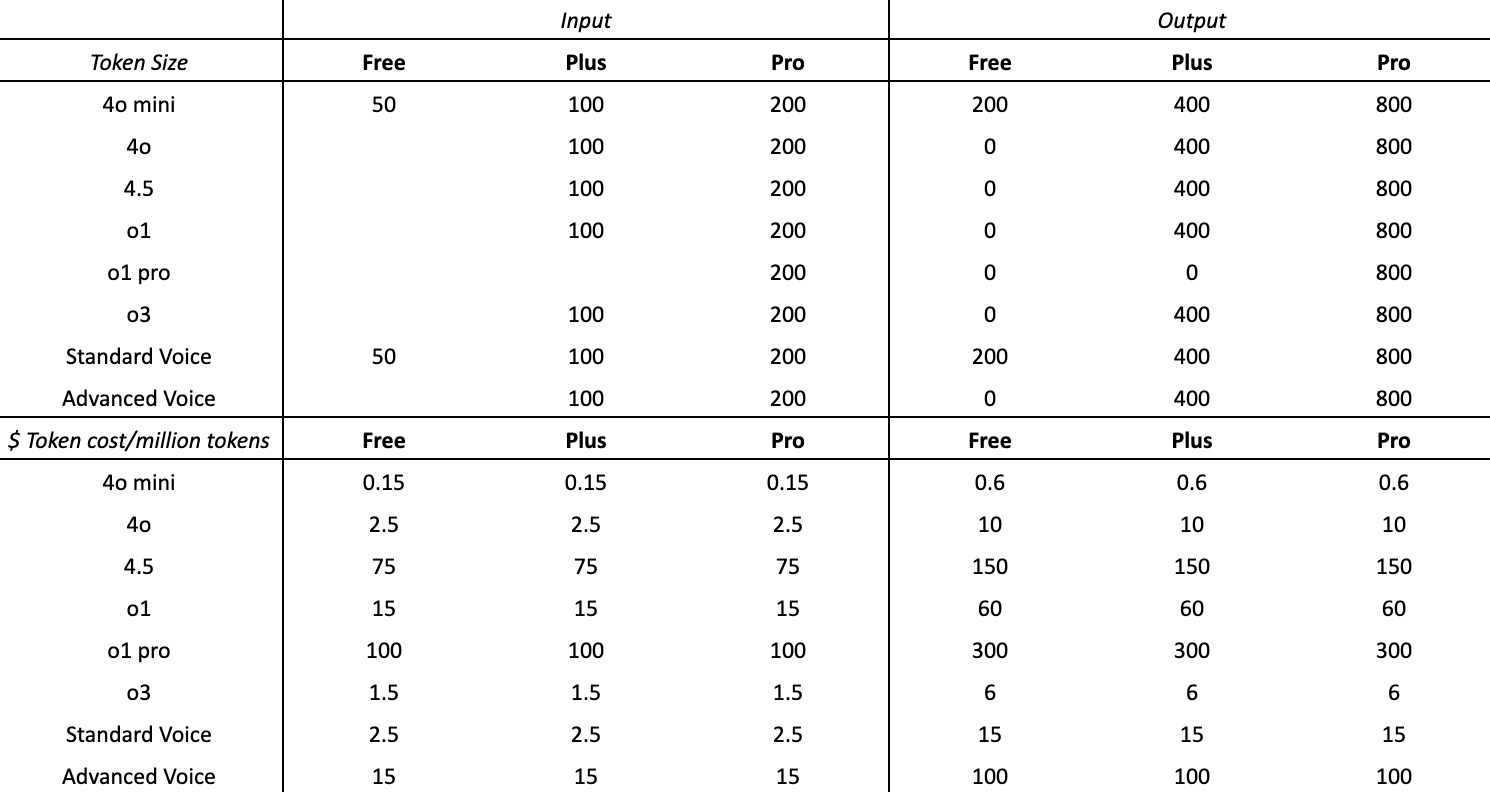 Input Output
Token Size Free Plus Pro Free Plus Pro
4o mini 50 100 200 200 400 800
4o 100 200 0 400 800
4.5 100 200 0 400 800
o1 100 200 0 400 800
o1 pro 200 0 0 800
o3 100 200 0 400 800
Standard Voice 50 100 200 200 400 800
Advanced Voice 100 200 0 400 800
$ Token cost/million tokens Free Plus Pro Free Plus Pro
4o mini 0.15 0.15 0.15 0.6 0.6 0.6
4o 2.5 2.5 2.5 10 10 10
4.5 75 75 75 150 150 150
o1 15 15 15 60 60 60
o1 pro 100 100 100 300 300 300
o3 1.5 1.5 1.5 6 6 6
Standard Voice 2.5 2.5 2.5 15 15 15
Advanced Voice 15 15 15 100 100 100